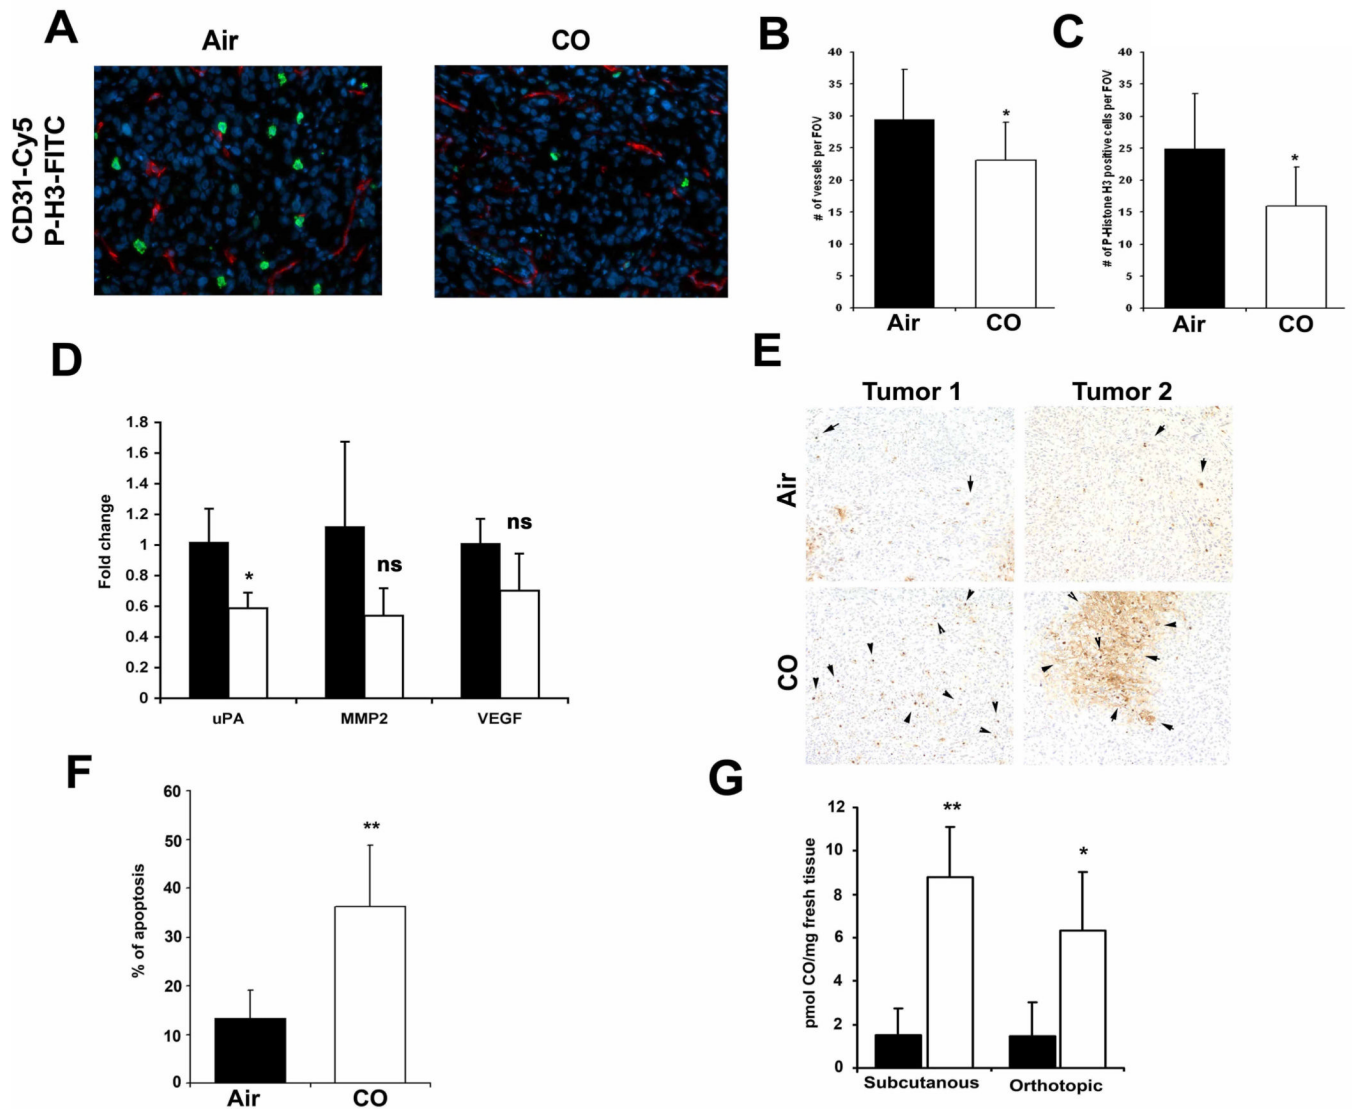 A
Air
CO
CD31-Cy5
P-H3-FITC
B
# of vessels per FOV
40
35
30
25
20
15
10
5
0
*
Air
CO
C
# of P-Histone H3 positive cells per FOV
40
35
30
25
20
15
10
5
0
*
Air
CO
D
Fold change
1.8
1.6
1.4
1.2
1
0.8
0.6
0.4
0.2
0
*
ns
ns
uPA
MMP2
VEGF
E
Tumor 1
Tumor 2
Air
CO
F
% of apoptosis
60
50
40
30
20
10
0
**
Air
CO
G
pmol CO/mg fresh tissue
12
10
8
6
4
2
0
**
*
Subcutanous
Orthotopic